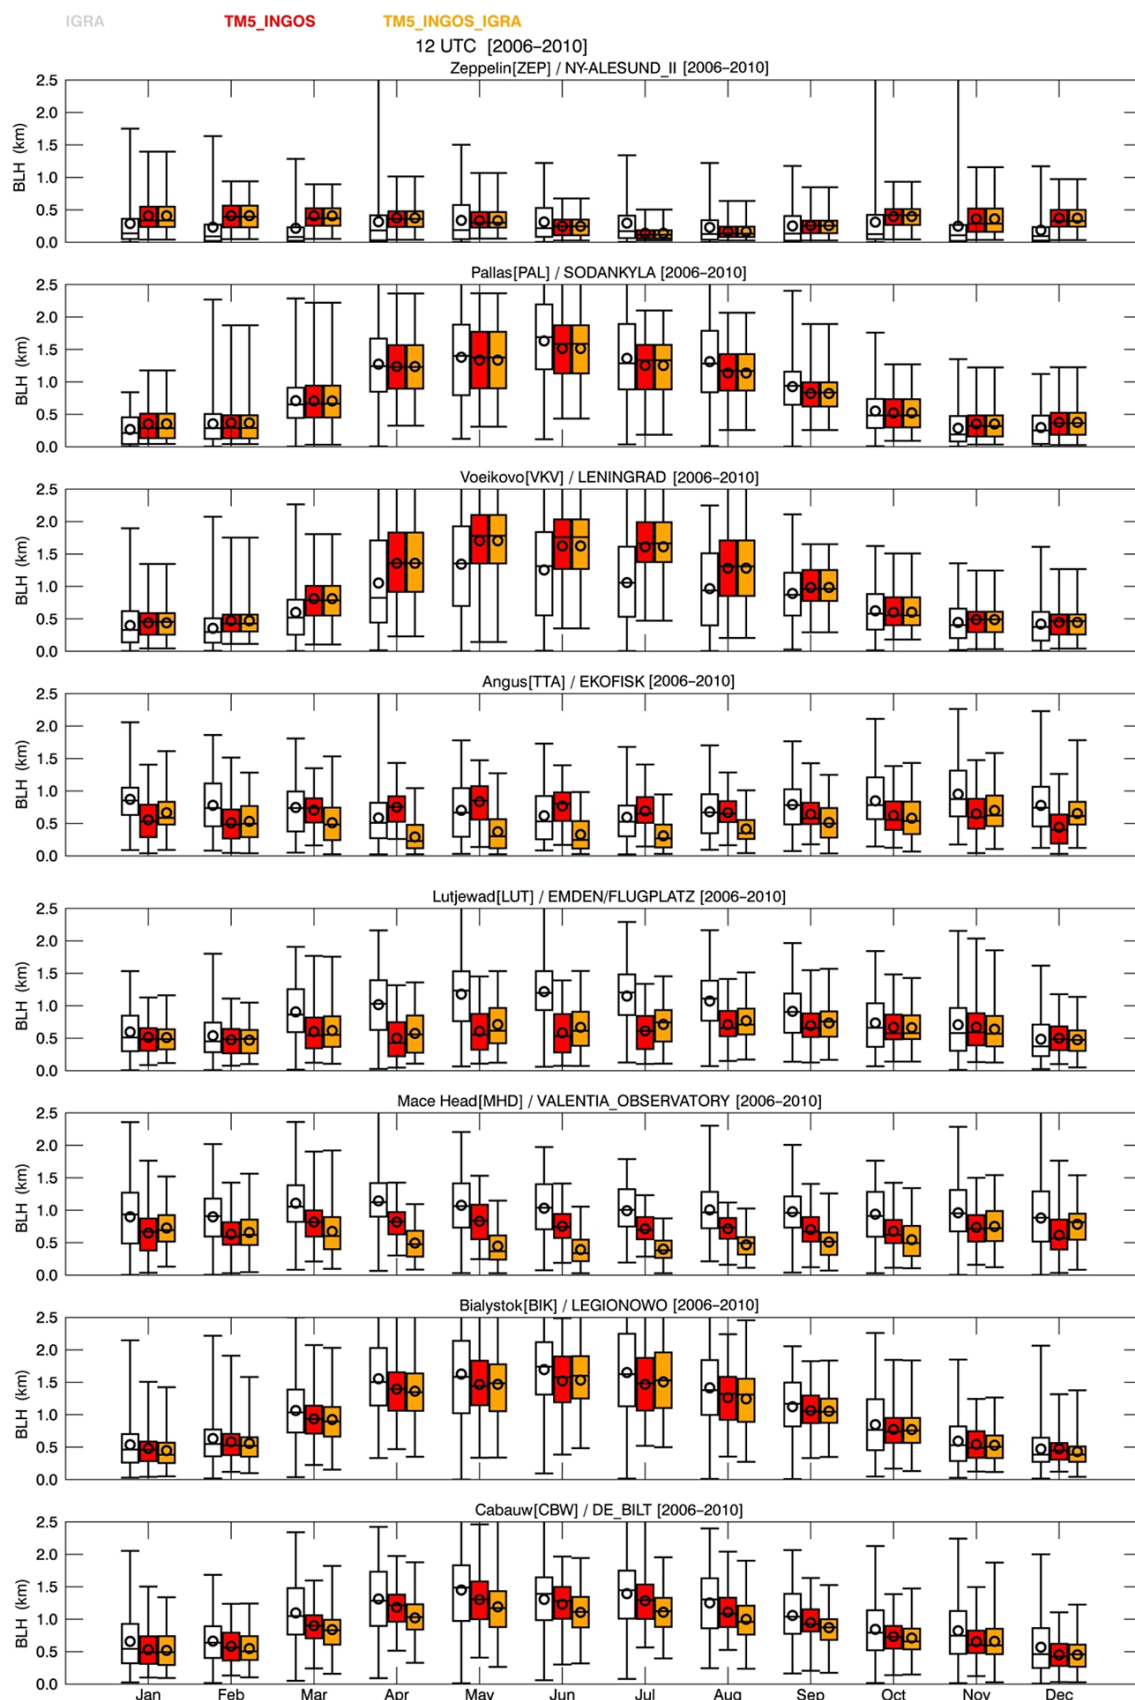 IGRA TM5_INGOS TM5_INGOS_IGRA
12 UTC [2006–2010]
Zeppelin[ZEP] / NY-ALESUND_II [2006–2010]
2.5
2.0
1.5
1.0
0.5
0.0
BLH (km)
Pallas[PAL] / SODANKYLA [2006–2010]
2.5
2.0
1.5
1.0
0.5
0.0
BLH (km)
Voeikovo[VKV] / LENINGRAD [2006–2010]
2.5
2.0
1.5
1.0
0.5
0.0
BLH (km)
Angus[TTA] / EKOFISK [2006–2010]
2.5
2.0
1.5
1.0
0.5
0.0
BLH (km)
Lutjewad[LUT] / EMDEN/FLUGPLATZ [2006–2010]
2.5
2.0
1.5
1.0
0.5
0.0
BLH (km)
Mace Head[MHD] / VALENTIA_OBSERVATORY [2006–2010]
2.5
2.0
1.5
1.0
0.5
0.0
BLH (km)
Bialystok[BIK] / LEGIONOWO [2006–2010]
2.5
2.0
1.5
1.0
0.5
0.0
BLH (km)
Cabauw[CBW] / DE_BILT [2006–2010]
2.5
2.0
1.5
1.0
0.5
0.0
BLH (km)
Jan Feb Mar Apr May Jun Jul Aug Sep Oct Nov Dec